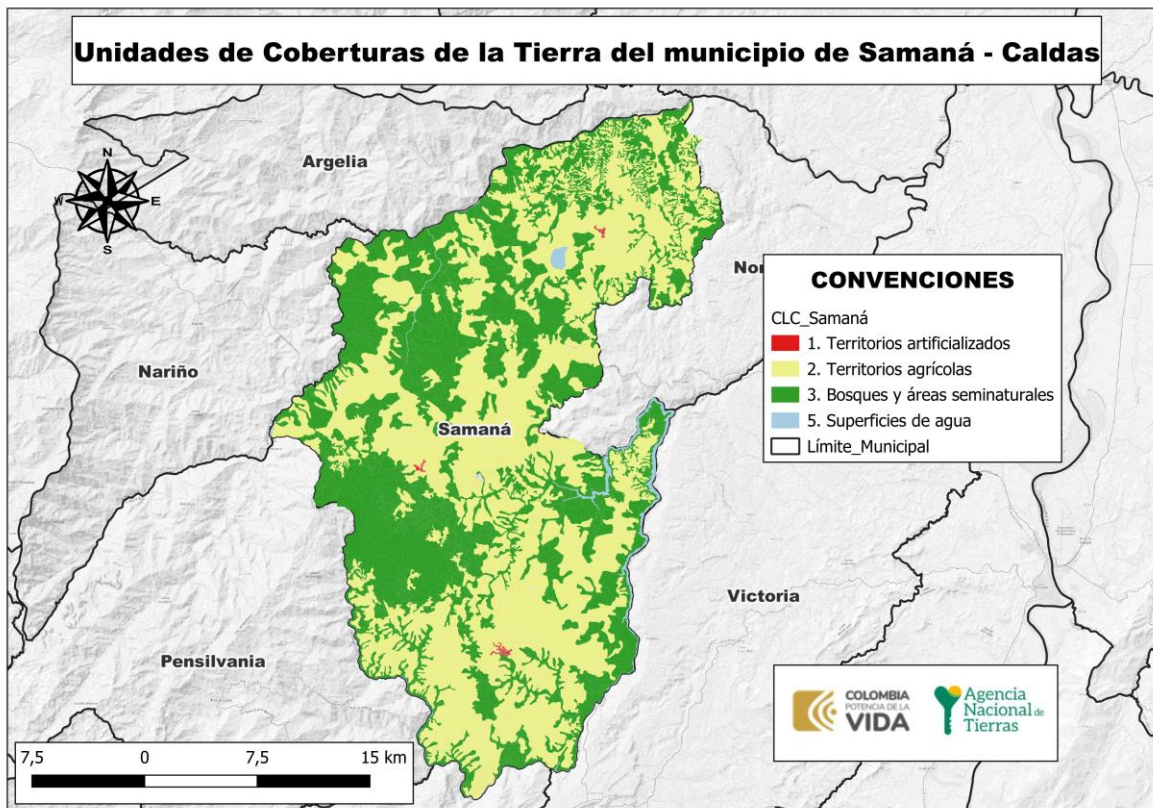 Unidades de Coberturas de la Tierra del municipio de Samaná - Caldas
N
W
E
S
Argelia
Nor
Nariño
Samaná
Victoria
Pensilvania
CONVENCIONES
CLC_Samaná
1. Territorios artificializados
2. Territorios agrícolas
3. Bosques y áreas seminaturales
5. Superficies de agua
Límite_Municipal
COLOMBIA
POTENCIA DE LA
VIDA
Agencia
Nacional de
Tierras
7,5 0 7,5 15 km